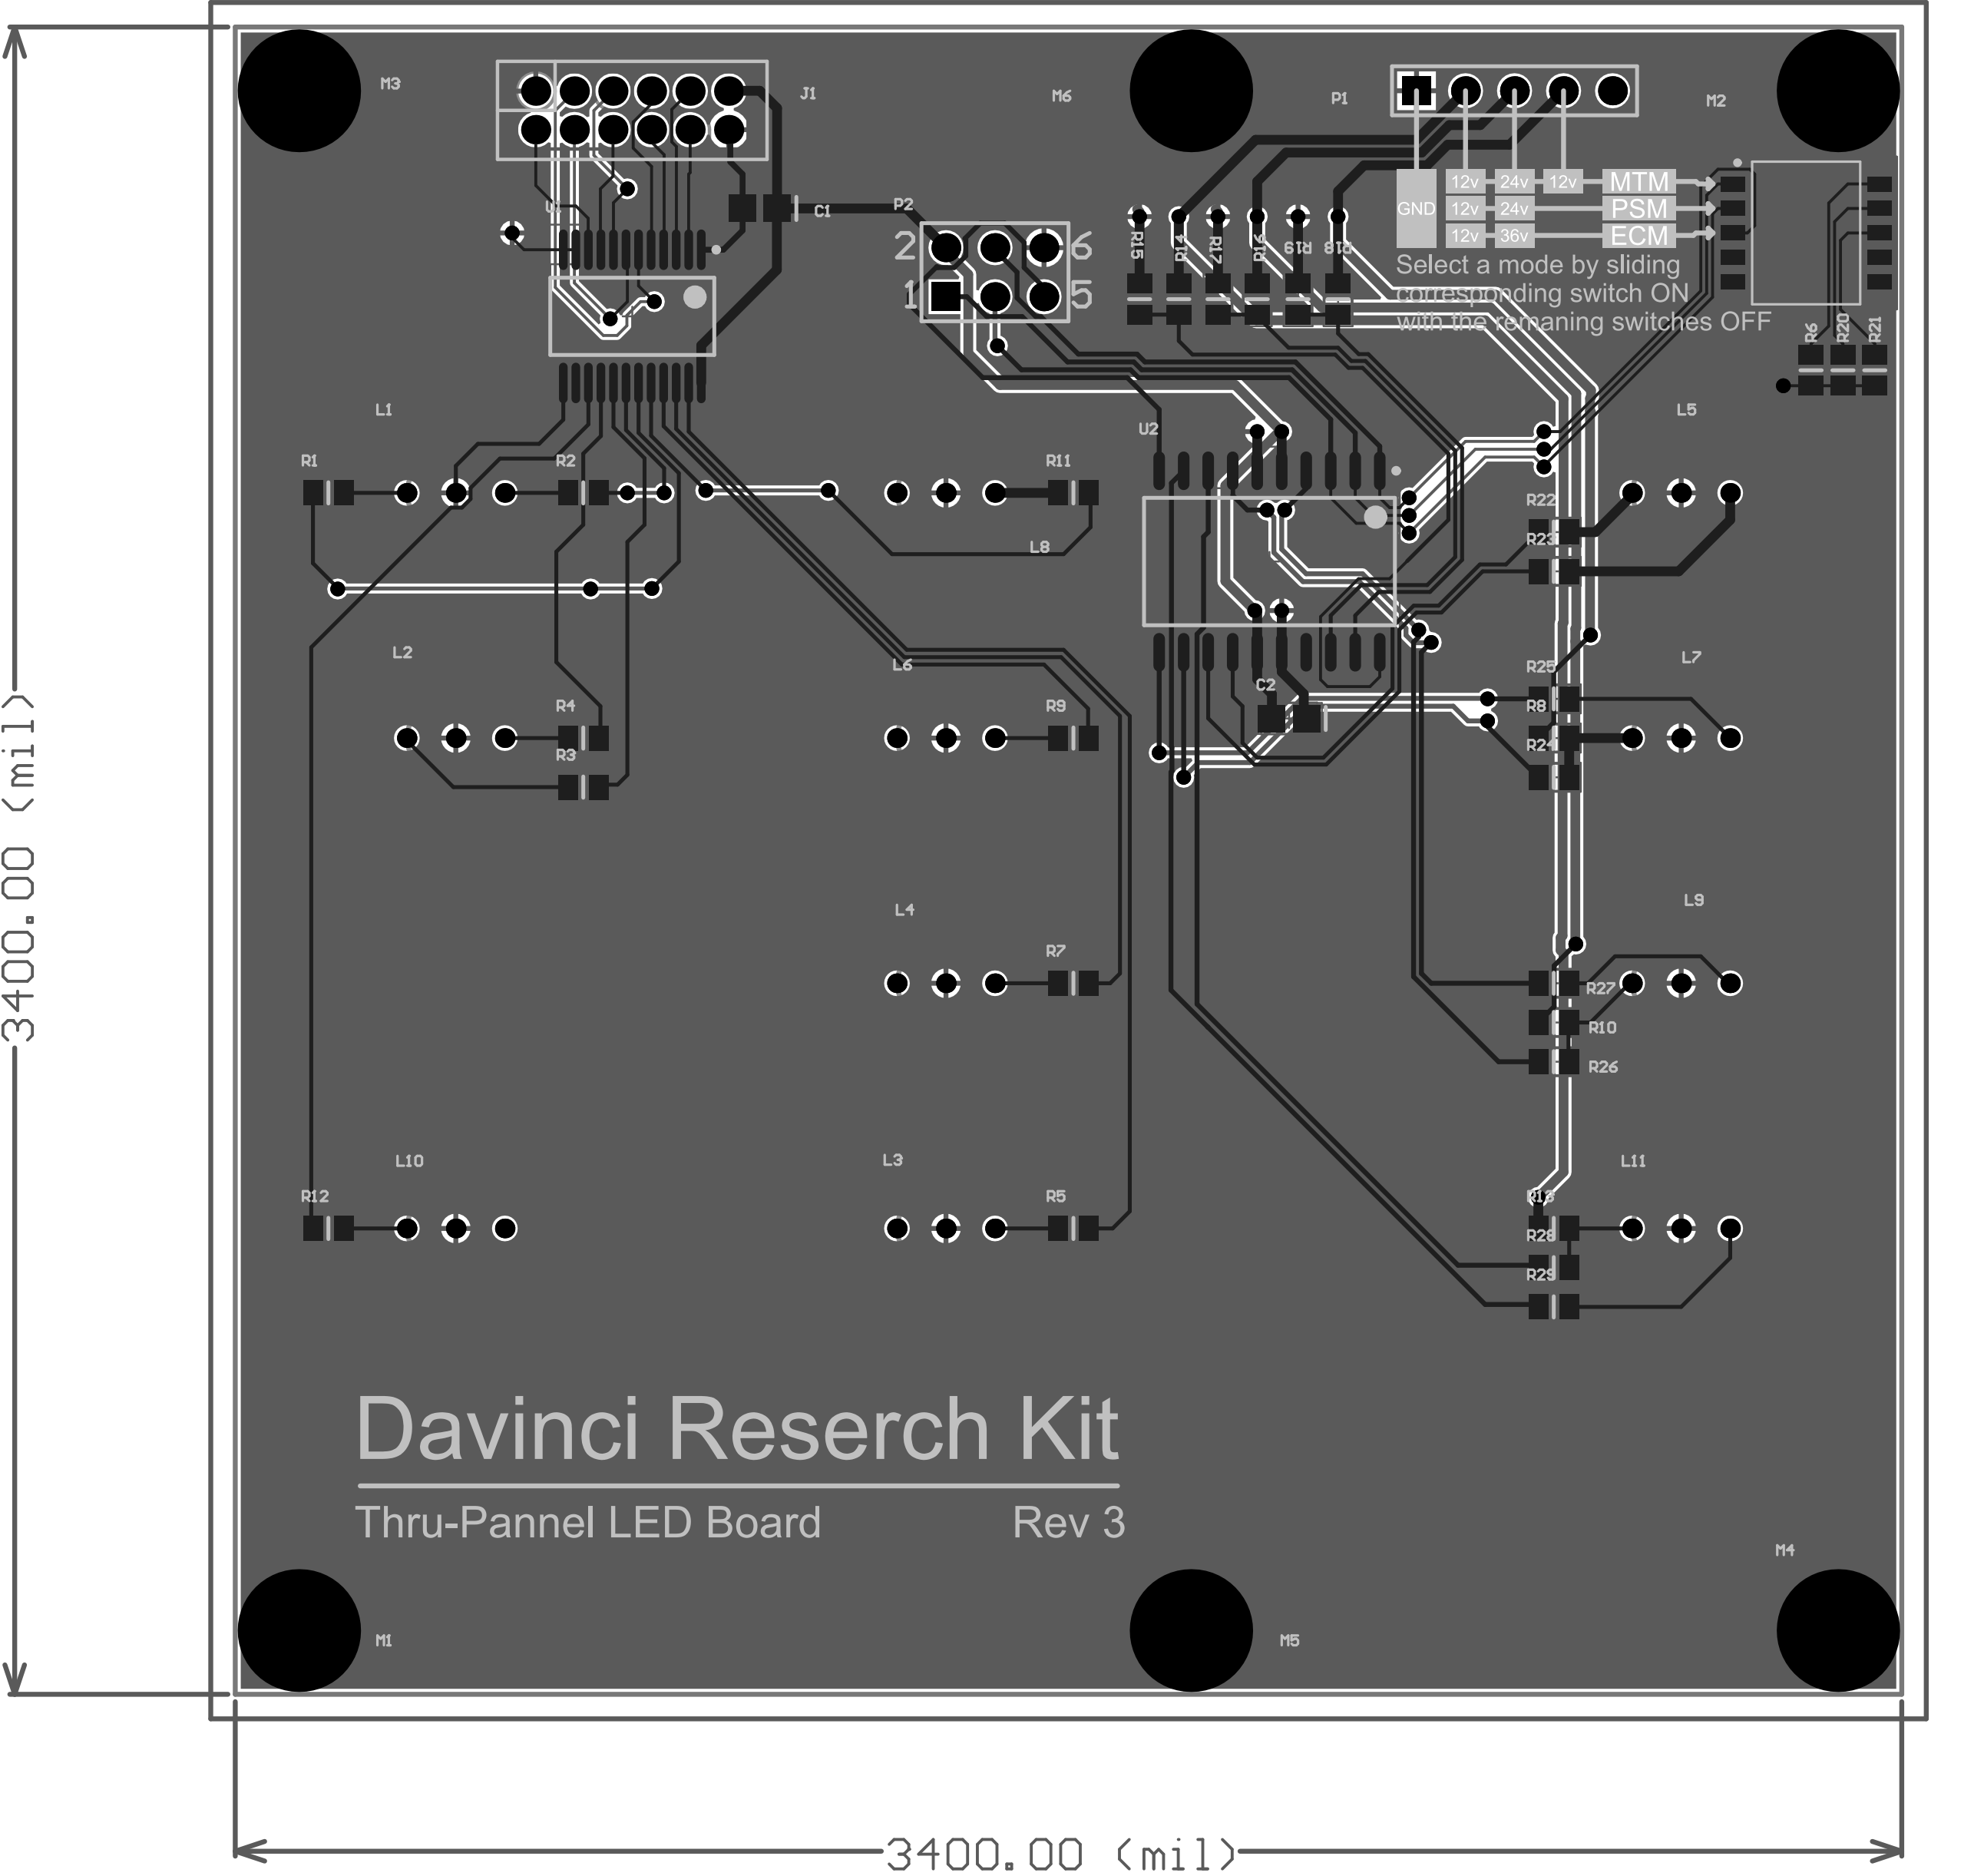 M3
J1
M6
P1
M2
12v 24v 12v MTM
GND 12v 24v PSM
12v 36v ECM
U1
C1
P2
2 6
1 5
R15 R14 R17 R16 R19 R18
Select a mode by sliding
corresponding switch ON
with the remaning switches OFF
R6 R20 R21
L1
U2
L5
R1
R2
R11
R22
R23
L8
L2
L6
R25
L7
C2
R4
R9
R8
R3
R24
L4
L9
R7
R27
R10
R26
L10
L3
L11
R12
R5
R13
R28
R29
Davinci Reserch Kit
Thru-Pannel LED Board Rev 3
M4
M1
M5
3400.00 (mil)
3400.00 (mil)